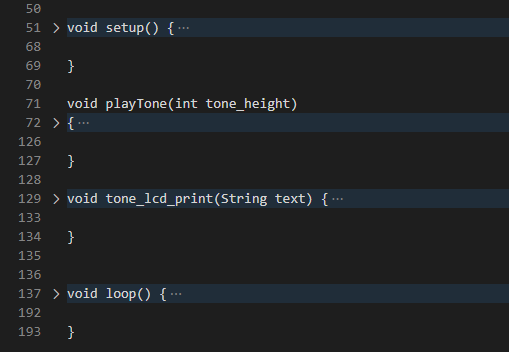 50
51 > void setup() { ···
68
69 }
70
71 void playTone(int tone_height)
72 > { ···
126
127 }
128
129 > void tone_lcd_print(String text) { ···
133
134 }
135
136
137 > void loop() { ···
192
193 }